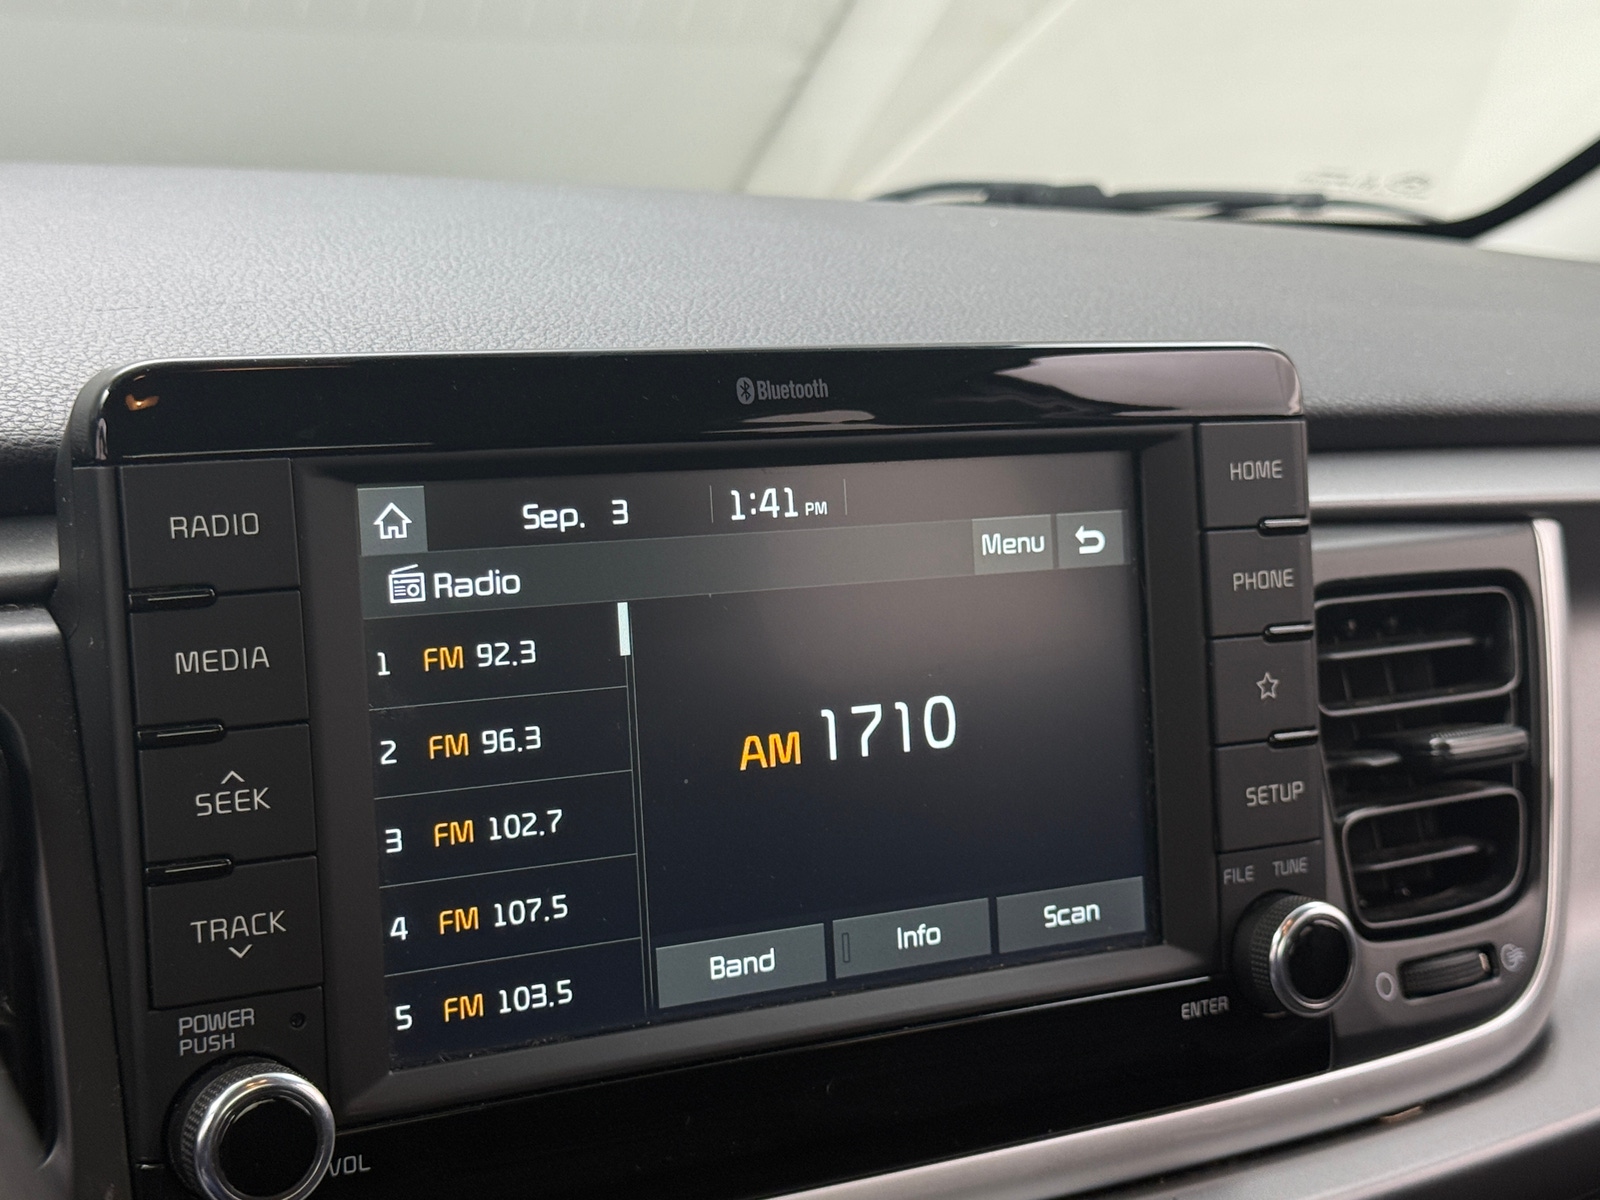 Bluetooth
RADIO
MEDIA
SEEK
TRACK
POWER
PUSH
VOL
Sep. 3 1:41 PM
Radio
Menu
1 FM 92.3
2 FM 96.3
3 FM 102.7
4 FM 107.5
5 FM 103.5
AM 1710
Band
Info
Scan
HOME
PHONE
SETUP
FILE TUNE
ENTER